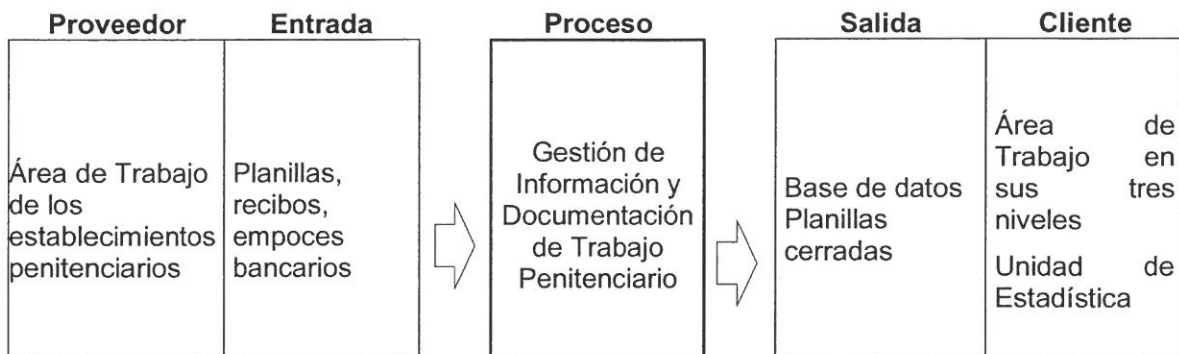 Proveedor Entrada Proceso Salida Cliente
Área de Trabajo
de los
establecimientos
penitenciarios
Planillas,
recibos,
empoces
bancarios
Gestión de
Información y
Documentación
de Trabajo
Penitenciario
Base de datos
Planillas
cerradas
Área de
Trabajo en
sus tres
niveles
Unidad de
Estadística